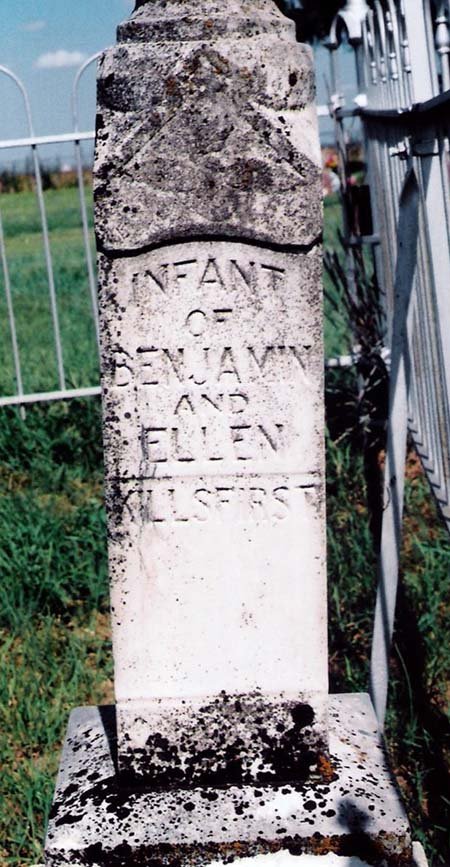 INFANT
OF
BENJAMIN
AND
ELLEN
KILLSFIRST